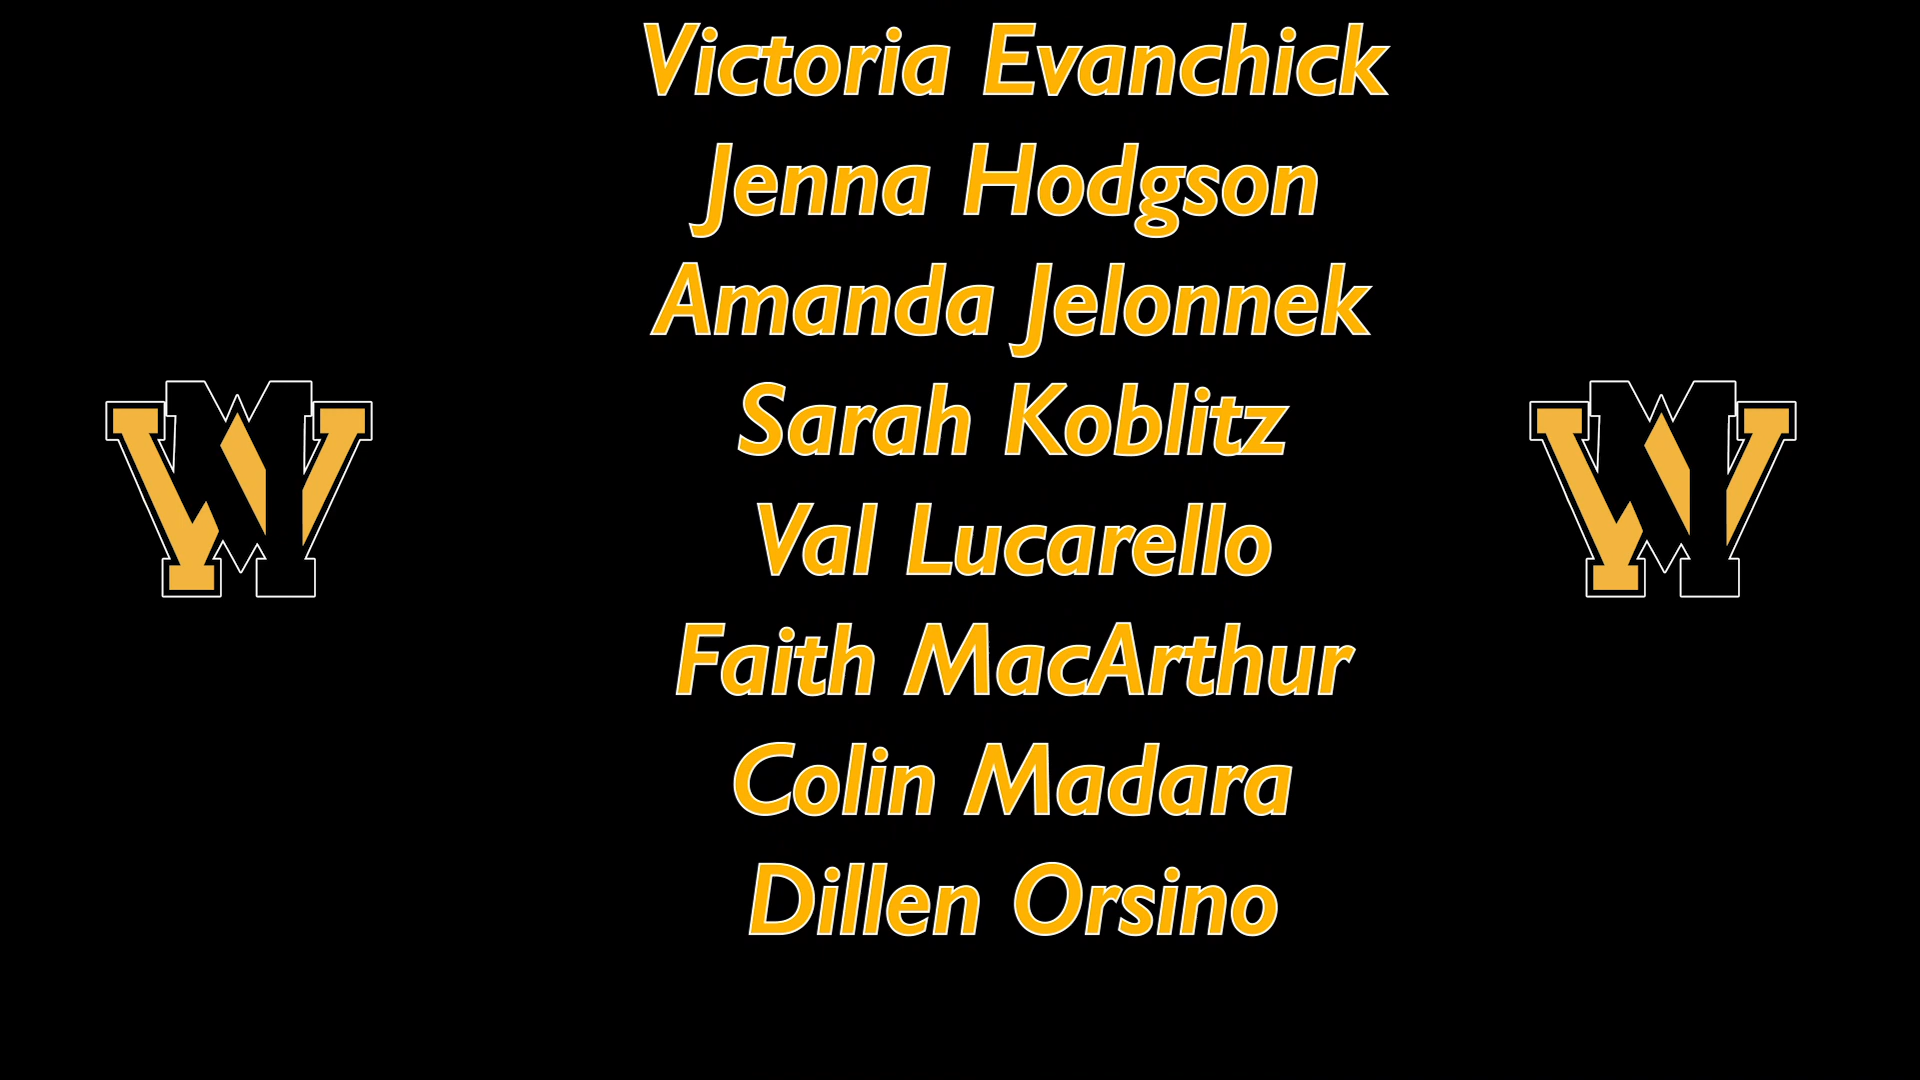 Victoria Evanchick
Jenna Hodgson
Amanda Jelonnek
Sarah Koblitz
Val Lucarello
Faith MacArthur
Colin Madara
Dillen Orsino